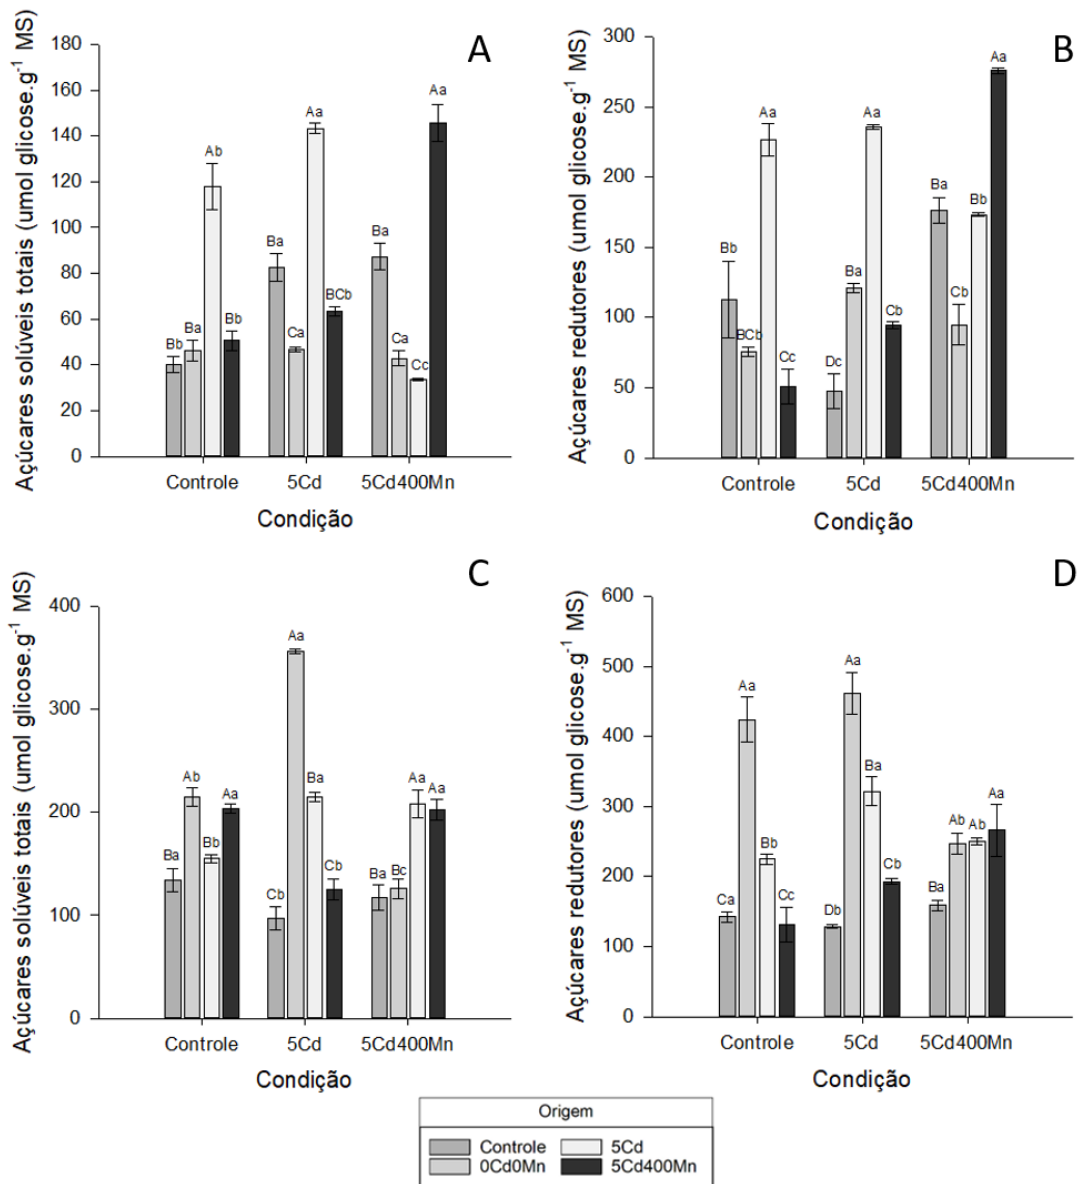 A
Açúcares solúveis totais (umol glicose.g⁻¹ MS)
180
160
140
120
100
80
60
40
20
0
Bb Ba Ab Bb
Ba Ca Aa BCb
Ba Ca Cc Aa
Controle 5Cd 5Cd400Mn
Condição
B
Açúcares redutores (umol glicose.g⁻¹ MS)
300
250
200
150
100
50
0
Bb BCb Aa Cc
Dc Ba Aa Cb
Ba Cb Bb Aa
Controle 5Cd 5Cd400Mn
Condição
C
Açúcares solúveis totais (umol glicose.g⁻¹ MS)
400
300
200
100
0
Ba Ab Bb Aa
Cb Aa Ba Cb
Ba Bc Aa Aa
Controle 5Cd 5Cd400Mn
Condição
D
Açúcares redutores (umol glicose.g⁻¹ MS)
600
500
400
300
200
100
0
Ca Aa Bb Cc
Db Aa Ba Cb
Ba Ab Ab Aa
Controle 5Cd 5Cd400Mn
Condição
Origem
Controle 5Cd
0Cd0Mn 5Cd400Mn